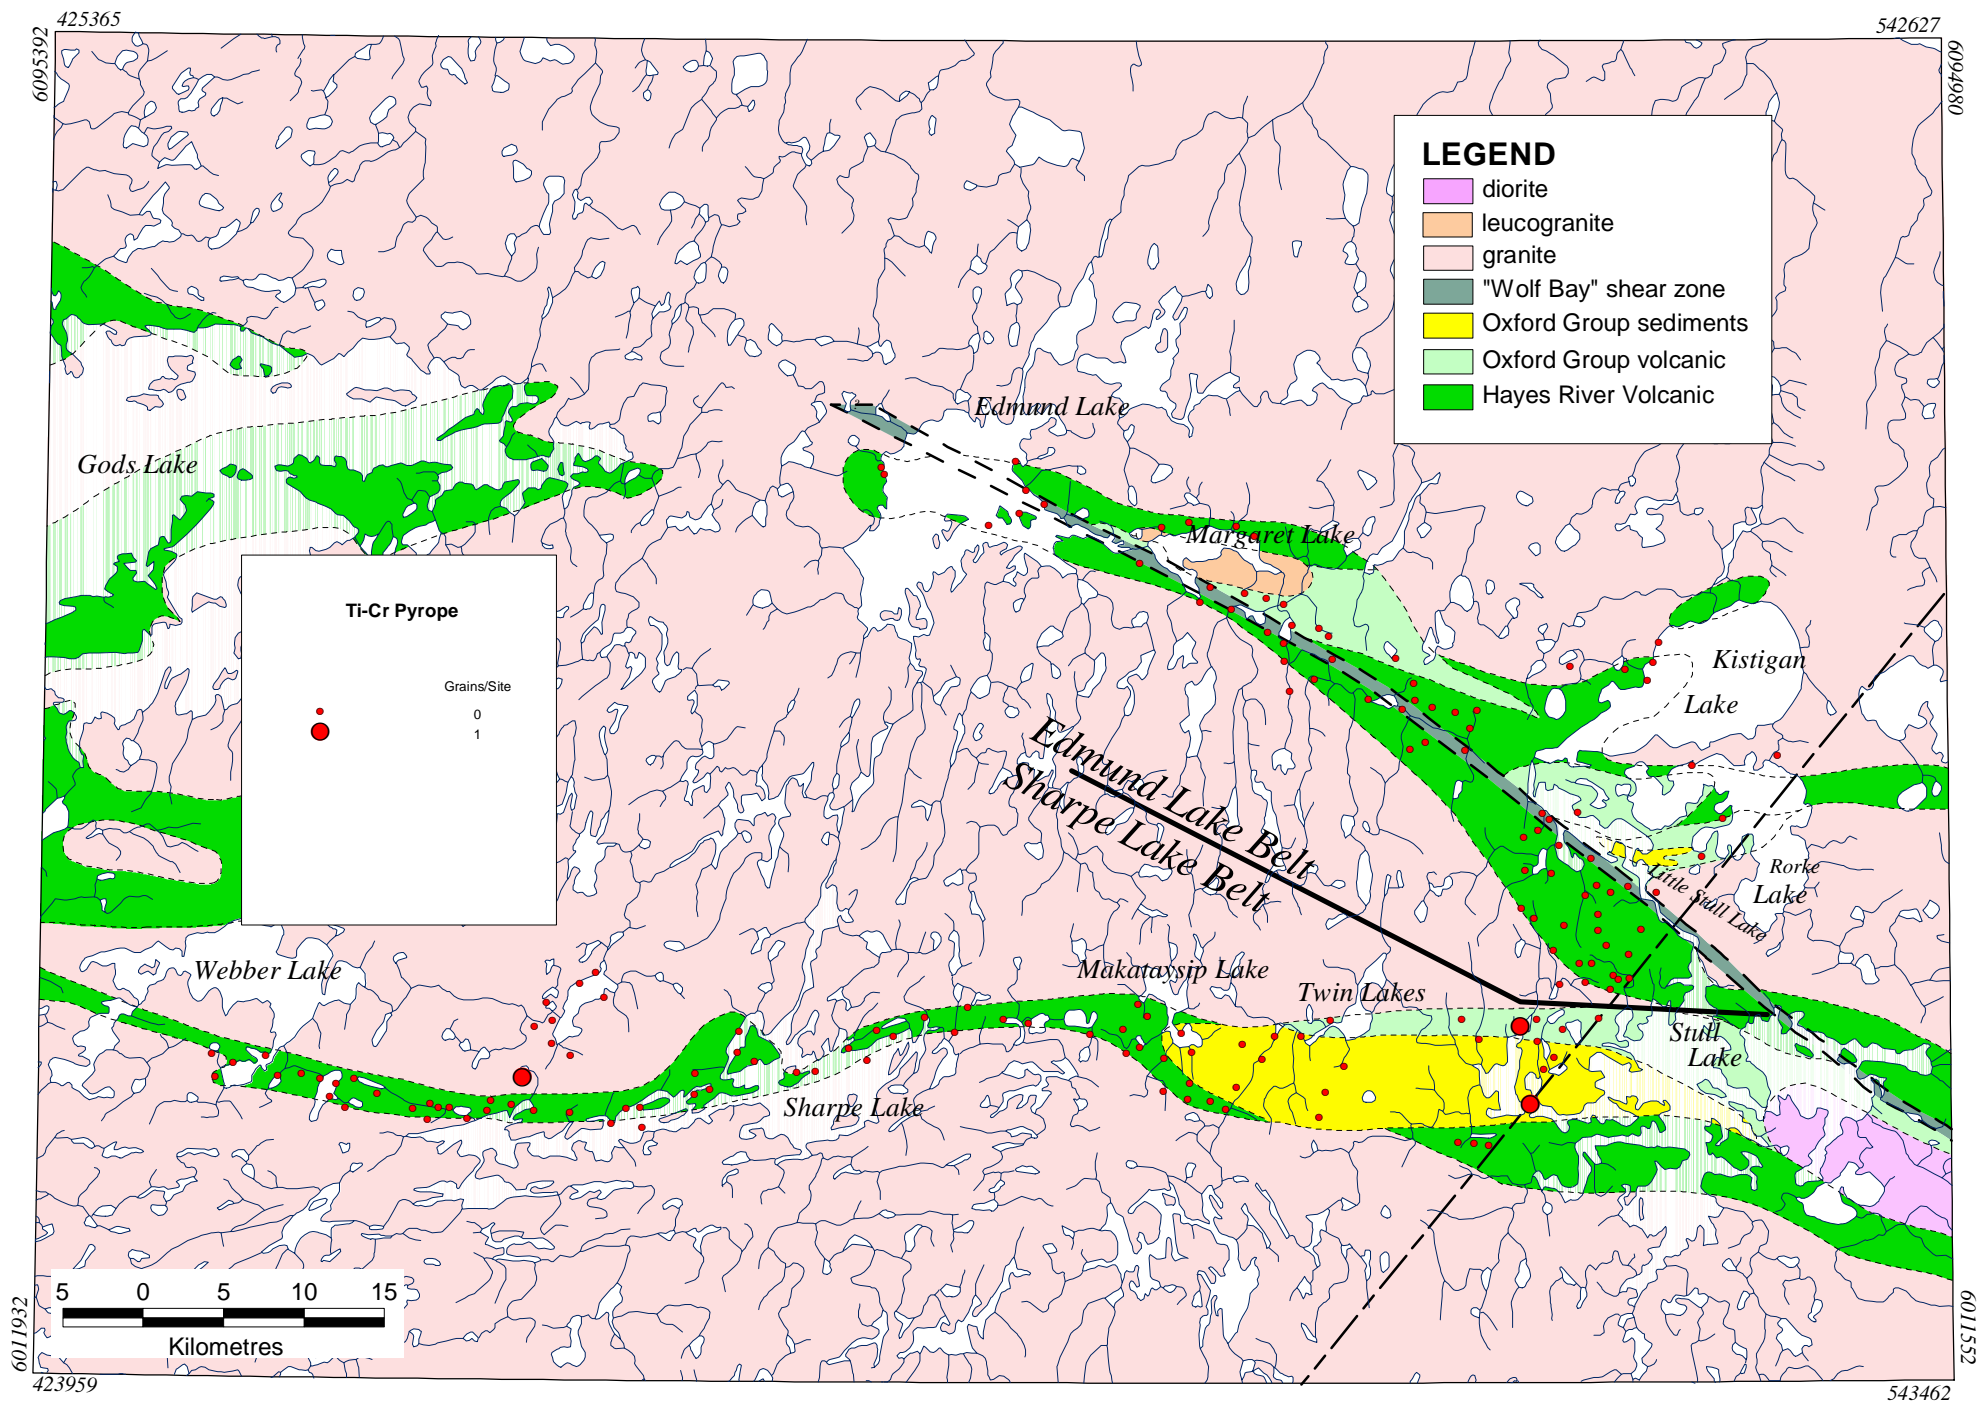 425365
542627
6095392
6094980
LEGEND
diorite
leucogranite
granite
"Wolf Bay" shear zone
Oxford Group sediments
Oxford Group volcanic
Hayes River Volcanic
Edmund Lake
Gods Lake
Margaret Lake
Ti-Cr Pyrope
Grains/Site
0
1
Kistigan
Lake
Edmund Lake Belt
Sharpe Lake Belt
Rorke
Lake
Little Stull Lake
Webber Lake
Makataysip Lake
Twin Lakes
Stull
Lake
Sharpe Lake
5 0 5 10 15
Kilometres
6011932
6011552
423959
543462